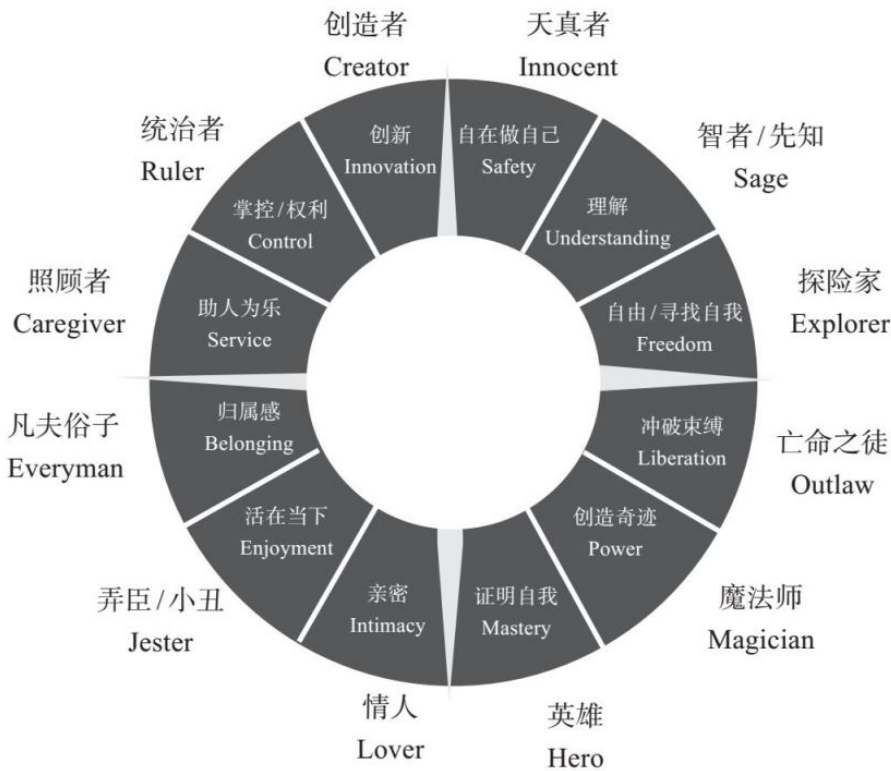 创造者
Creator
天真者
Innocent
智者/先知
Sage
探险家
Explorer
亡命之徒
Outlaw
魔法师
Magician
英雄
Hero
情人
Lover
弄臣/小丑
Jester
凡夫俗子
Everyman
照顾者
Caregiver
统治者
Ruler
创新
Innovation
自在做自己
Safety
理解
Understanding
自由/寻找自我
Freedom
冲破束缚
Liberation
创造奇迹
Power
证明自我
Mastery
亲密
Intimacy
活在当下
Enjoyment
归属感
Belonging
助人为乐
Service
掌控/权利
Control